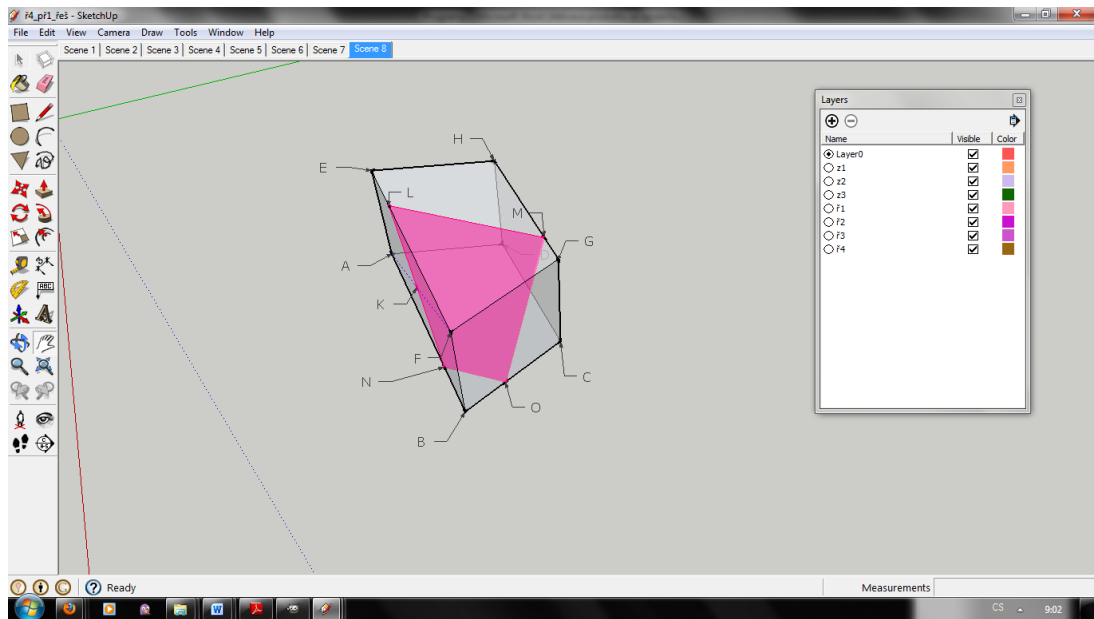 ř4_př1_řeš - SketchUp
File Edit View Camera Draw Tools Window Help
Scene 1 Scene 2 Scene 3 Scene 4 Scene 5 Scene 6 Scene 7 Scene 8
H
E
L
M
G
A
D
K
F
N
C
O
B
Layers
Name Visible Color
Layer0
z1
z2
z3
ř1
ř2
ř3
ř4
ABC
Ready
Measurements
CS 9:02